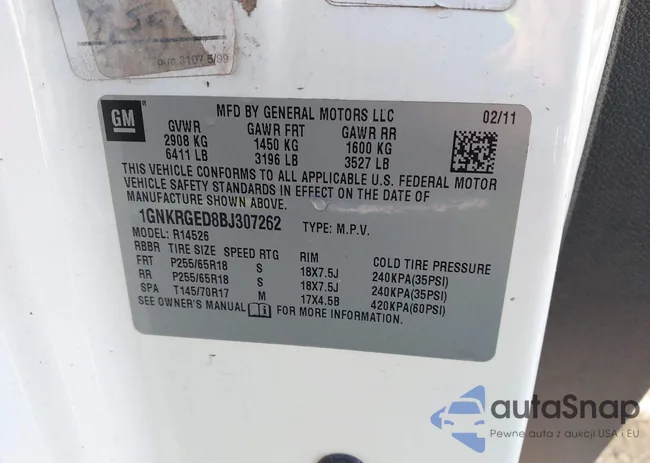 3107 5/99
GM
MFD BY GENERAL MOTORS LLC 02/11
GVWR GAWR FRT GAWR RR
2908 KG 1450 KG 1600 KG
6411 LB 3196 LB 3527 LB
THIS VEHICLE CONFORMS TO ALL APPLICABLE U.S. FEDERAL MOTOR
VEHICLE SAFETY STANDARDS IN EFFECT ON THE DATE OF
MANUFACTURE SHOWN ABOVE.
1GNKRGED8BJ307262 TYPE: M.P.V.
MODEL: R14526
RBBR TIRE SIZE SPEED RTG RIM COLD TIRE PRESSURE
FRT P255/65R18 S 18X7.5J 240KPA(35PSI)
RR P255/65R18 S 18X7.5J 240KPA(35PSI)
SPA T145/70R17 M 17X4.5B 420KPA(60PSI)
SEE OWNER'S MANUAL FOR MORE INFORMATION.
autaSnap
Pewne auta z aukcji USA i EU